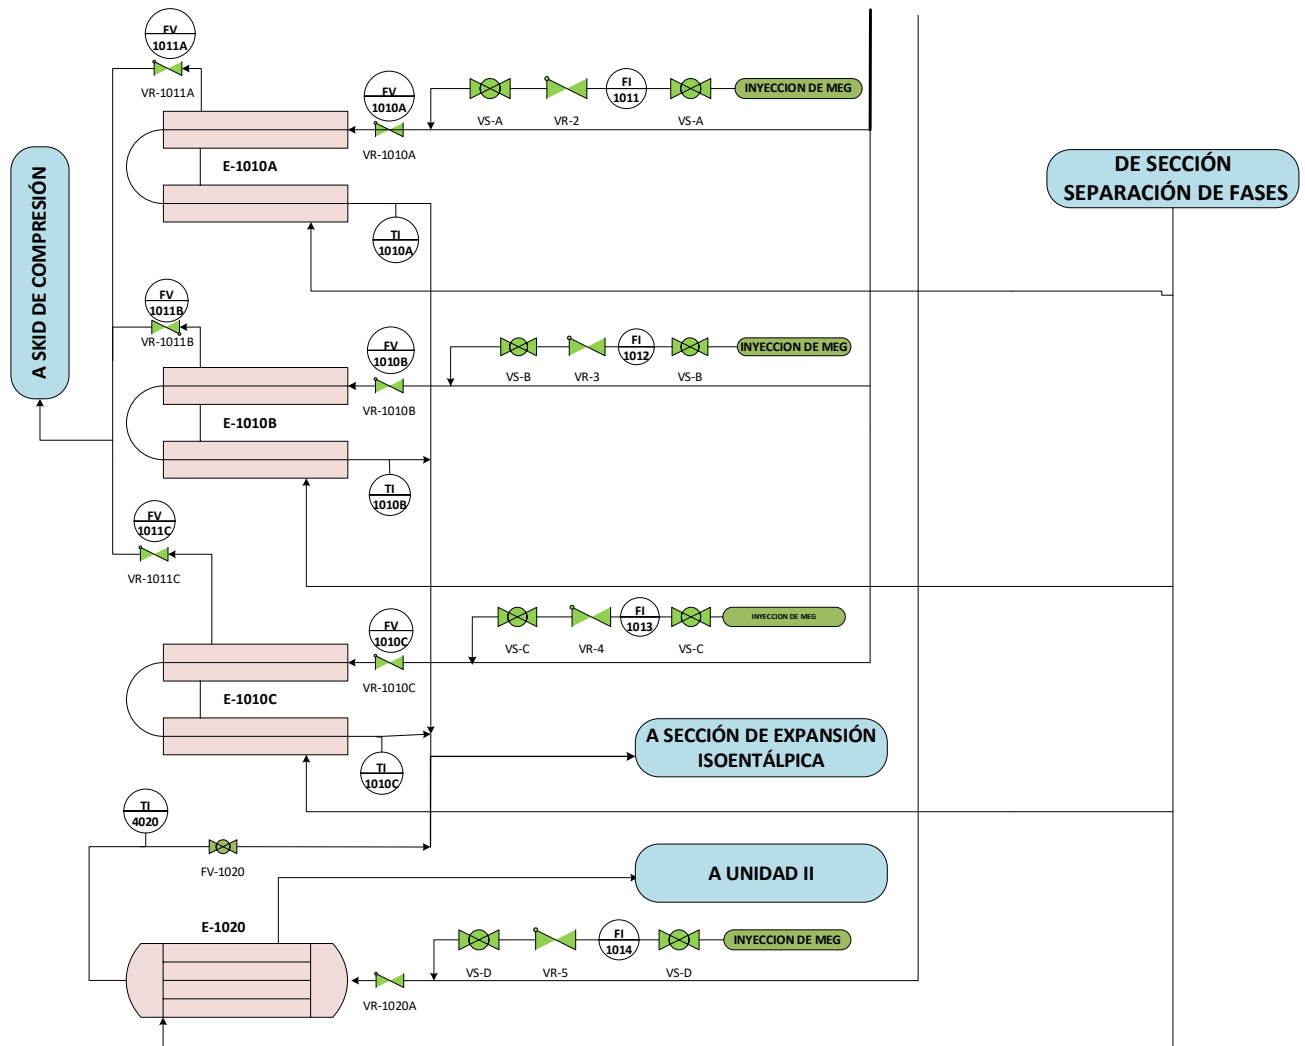 FV
1011A
VR-1011A
FV
1010A
VR-1010A
VS-A
VR-2
FI
1011
VS-A
INYECCION DE MEG
E-1010A
TI
1010A
A SKID DE COMPRESIÓN
DE SECCIÓN
SEPARACIÓN DE FASES
FV
1011B
VR-1011B
FV
1010B
VR-1010B
VS-B
VR-3
FI
1012
VS-B
INYECCION DE MEG
E-1010B
TI
1010B
FV
1011C
VR-1011C
FV
1010C
VR-1010C
VS-C
VR-4
FI
1013
VS-C
INYECCION DE MEG
E-1010C
TI
1010C
A SECCIÓN DE EXPANSIÓN
ISOENTÁLPICA
TI
4020
FV-1020
A UNIDAD II
E-1020
VR-1020A
VS-D
VR-5
FI
1014
VS-D
INYECCION DE MEG